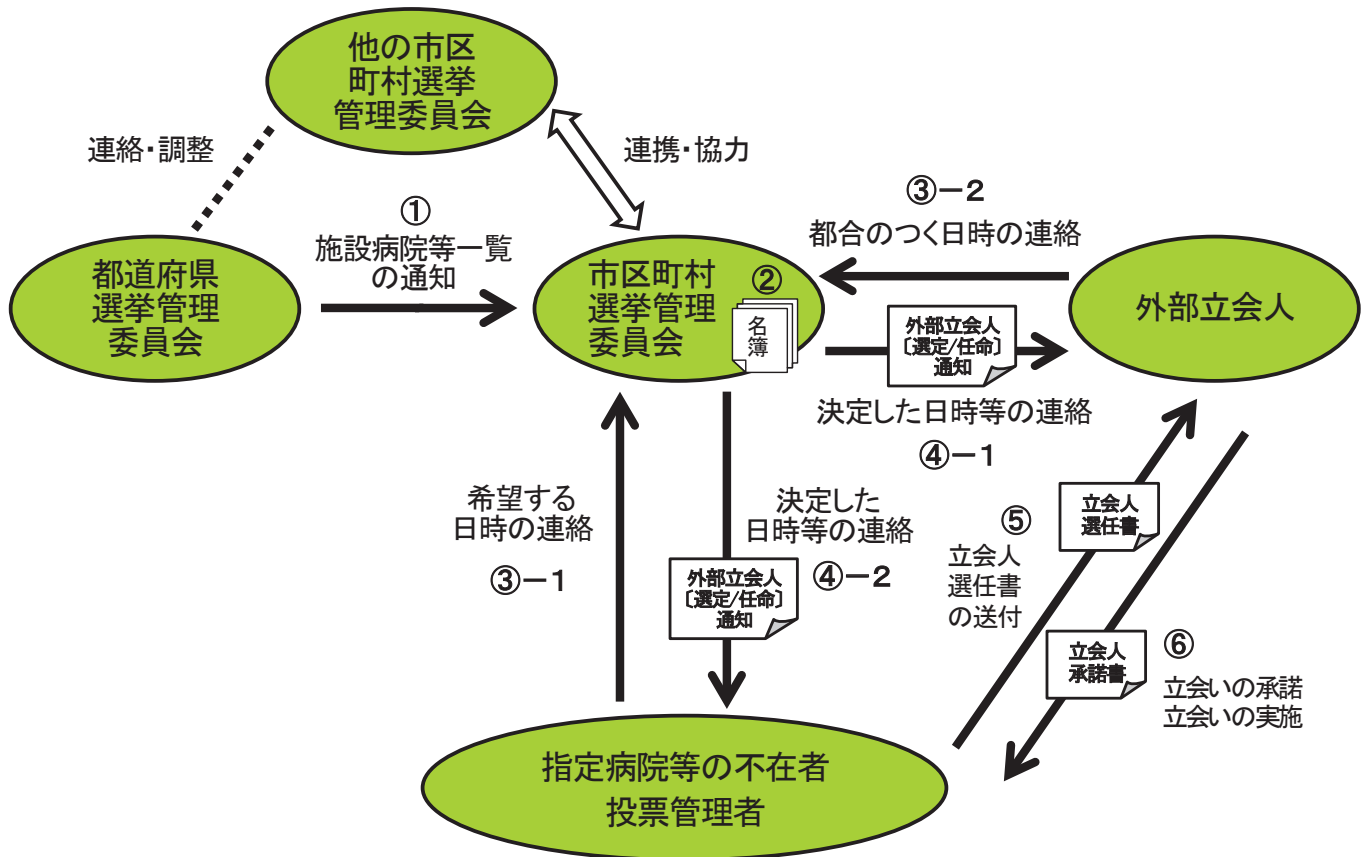 他の市区
町村選挙
管理委員会
連絡・調整
連携・協力
①
施設病院等一覧
の通知
③－2
都合のつく日時の連絡
都道府県
選挙管理
委員会
市区町村
選挙管理
委員会
②
名
簿
外部立会人
〔選定/任命〕
通知
外部立会人
決定した日時等の連絡
④－1
希望する
日時の連絡
③－1
決定した
日時等の連絡
④－2
外部立会人
〔選定/任命〕
通知
⑤
立会人
選任書
の送付
立会人
選任書
立会人
承諾書
⑥
立会いの承諾
立会いの実施
指定病院等の不在者
投票管理者